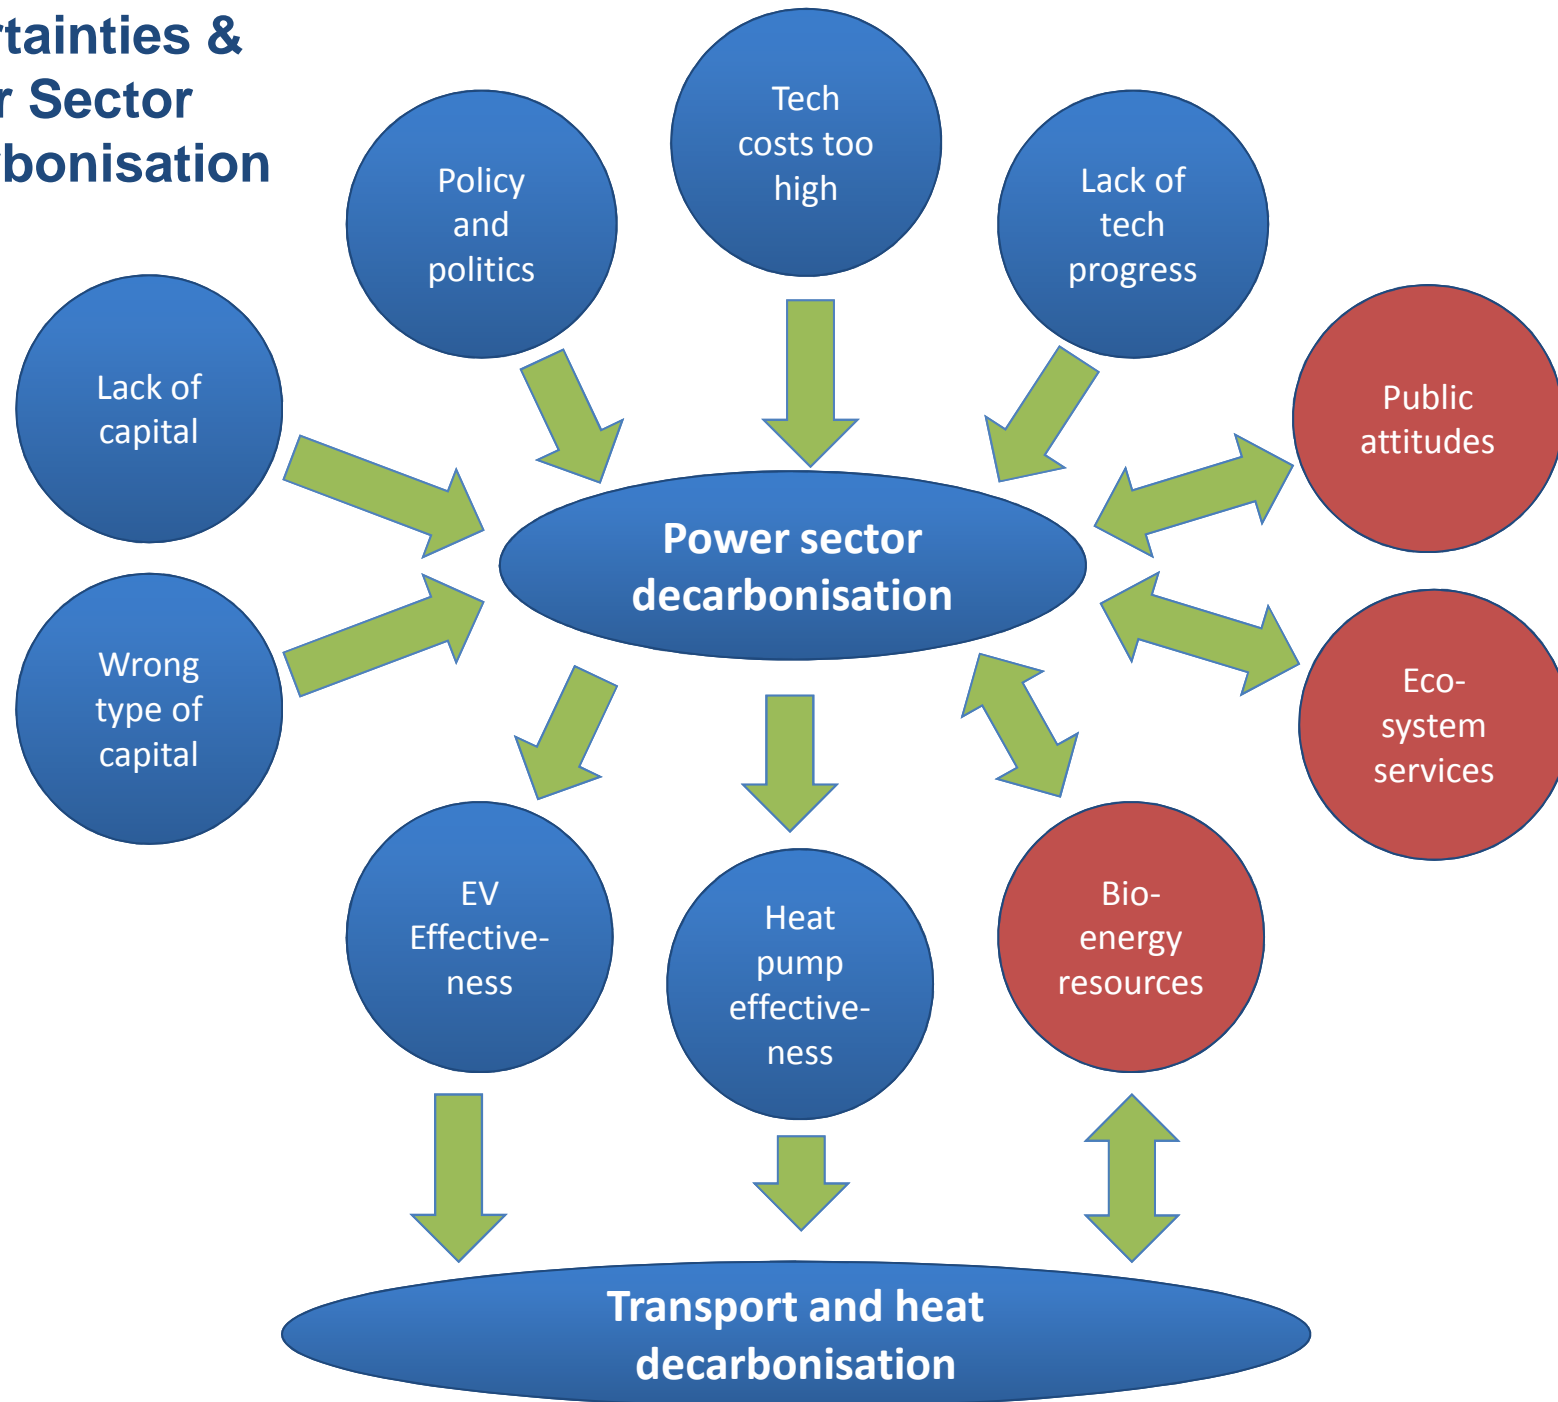 rtainties &
r Sector
bonisation
Tech
costs too
high
Policy
and
politics
Lack of
tech
progress
Lack of
capital
Public
attitudes
Power sector
decarbonisation
Wrong
type of
capital
Eco-
system
services
EV
Effective-
ness
Heat
pump
effective-
ness
Bio-
energy
resources
Transport and heat
decarbonisation